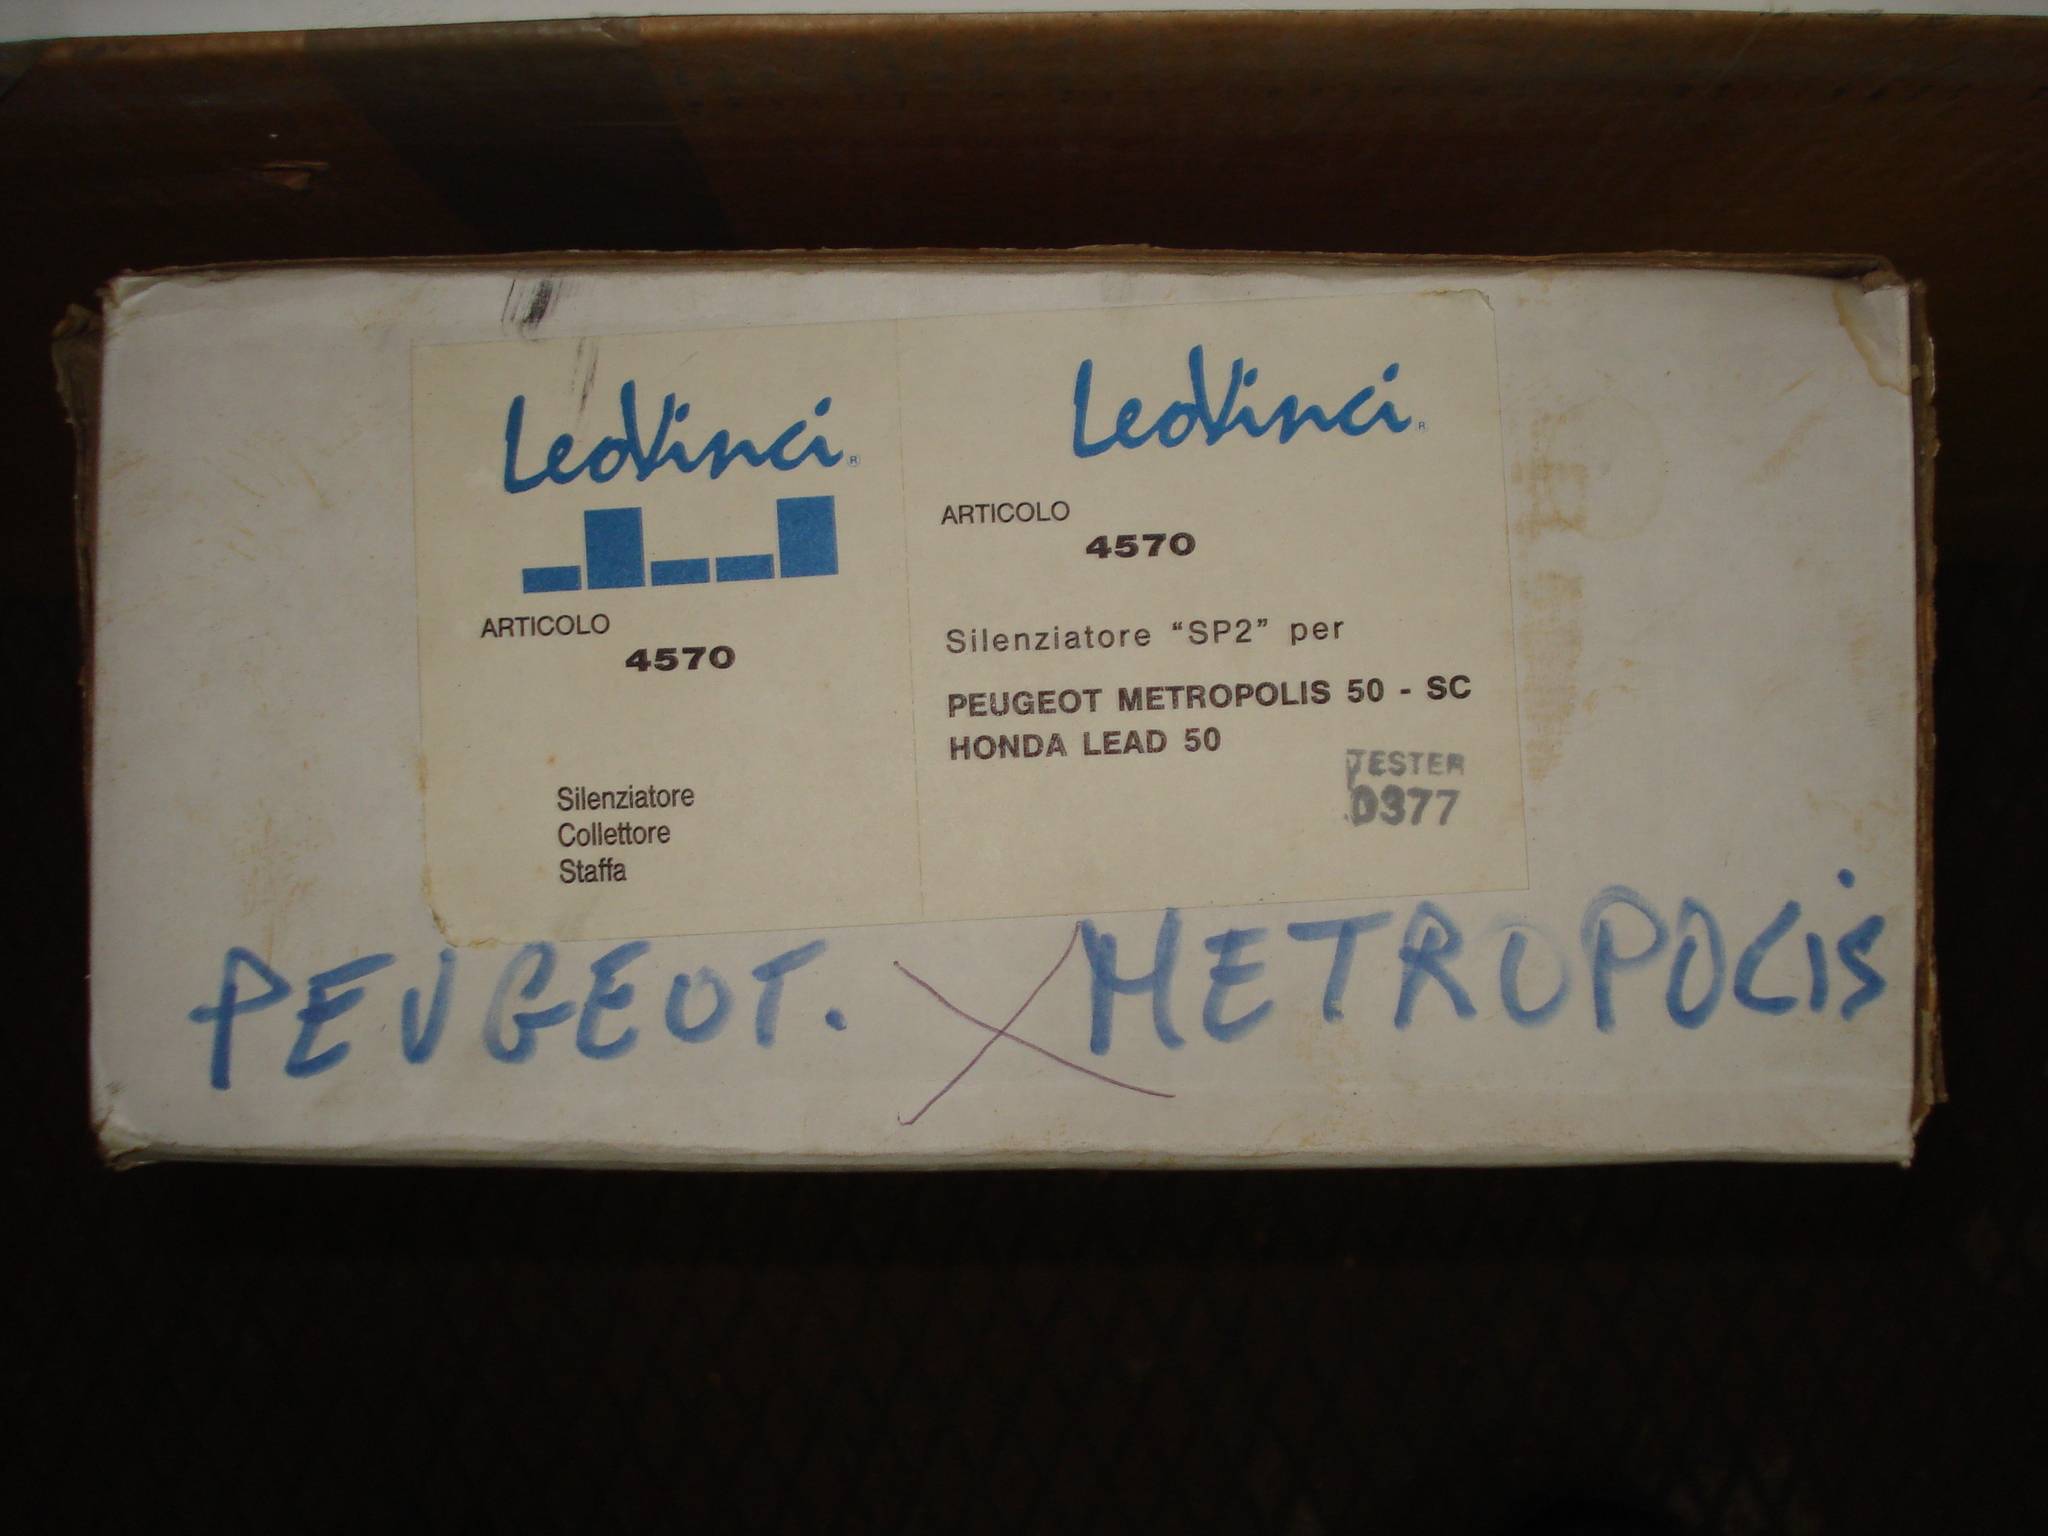 LeoVinci®
ARTICOLO
4570
Silenziatore
Collettore
Staffa
LeoVinci®
ARTICOLO
4570
Silenziatore “SP2” per
PEUGEOT METROPOLIS 50 - SC
HONDA LEAD 50
TESTER
0377
PEUGEOT. METROPOLiS